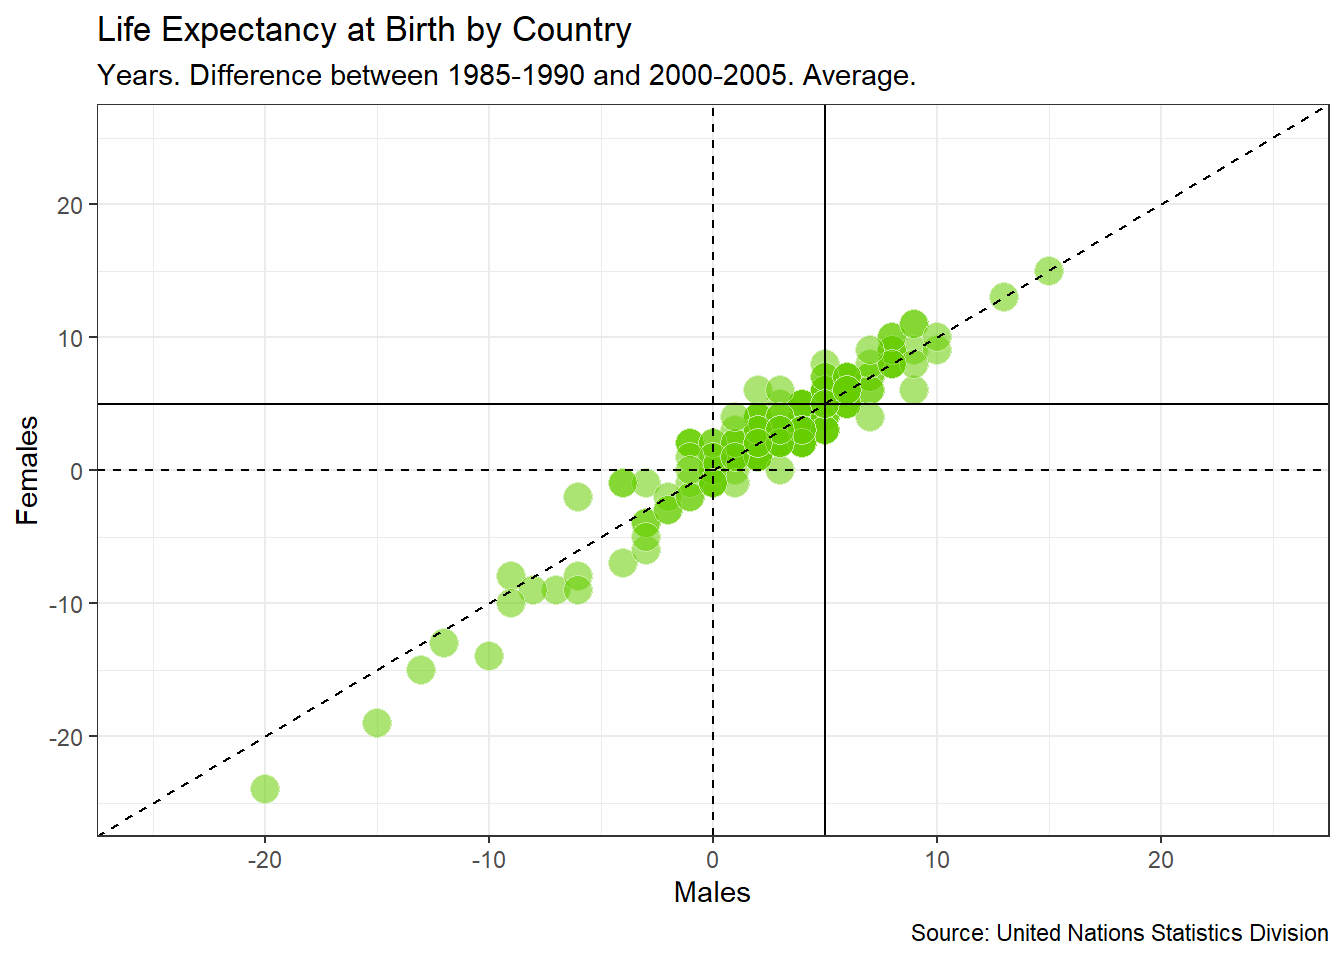 Life Expectancy at Birth by Country
Years. Difference between 1985-1990 and 2000-2005. Average.
Females
20
10
0
-10
-20
-20 -10 0 10 20
Males
Source: United Nations Statistics Division